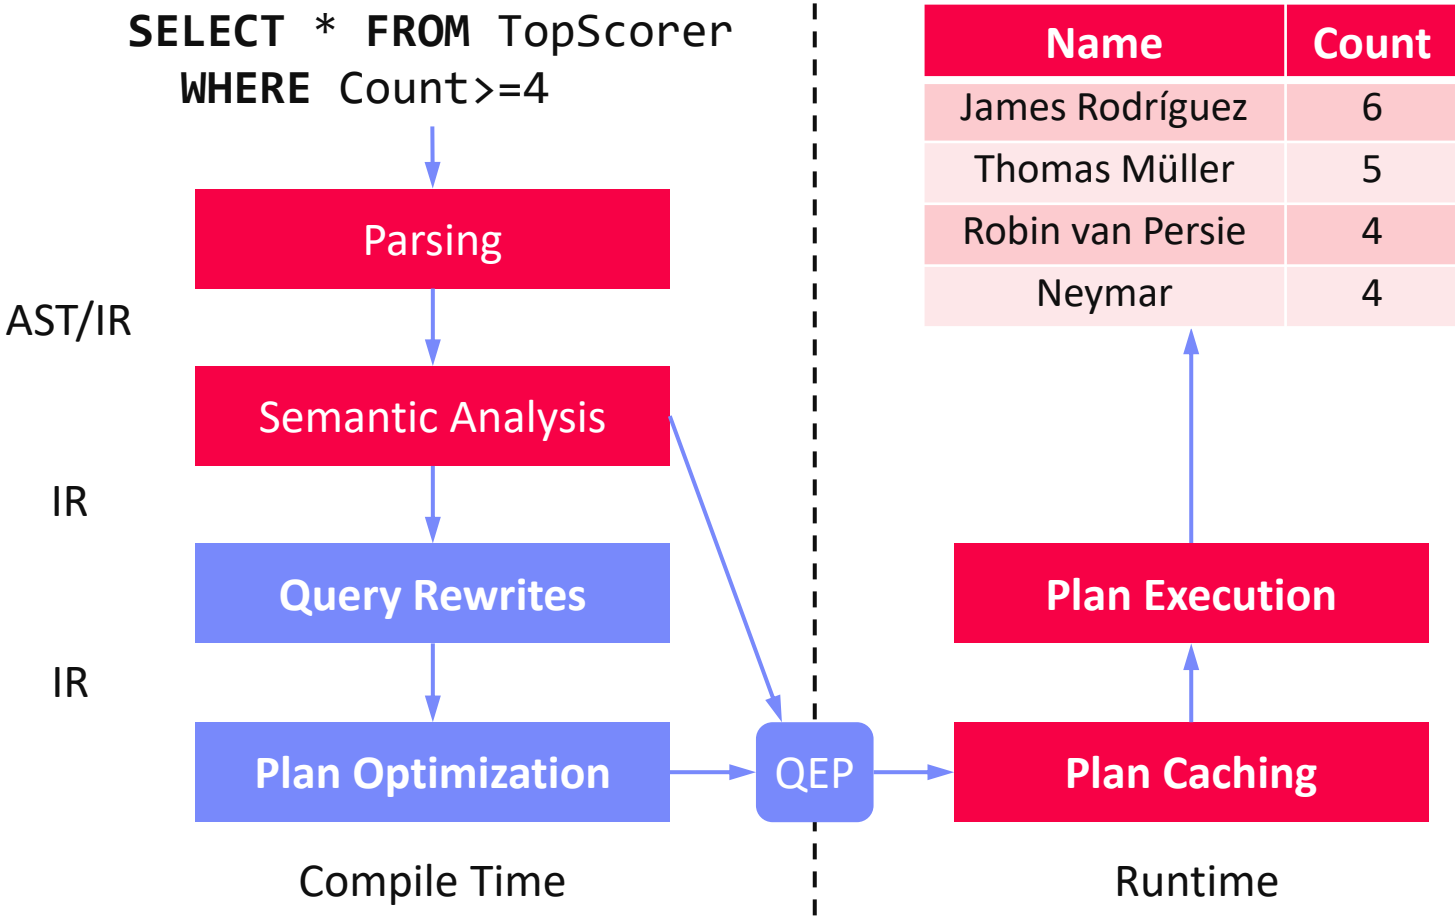 SELECT * FROM TopScorer
WHERE Count>=4
Parsing
AST/IR
Semantic Analysis
IR
Query Rewrites
IR
Plan Optimization
QEP
Compile Time
Name Count
James Rodríguez 6
Thomas Müller 5
Robin van Persie 4
Neymar 4
Plan Execution
Plan Caching
Runtime